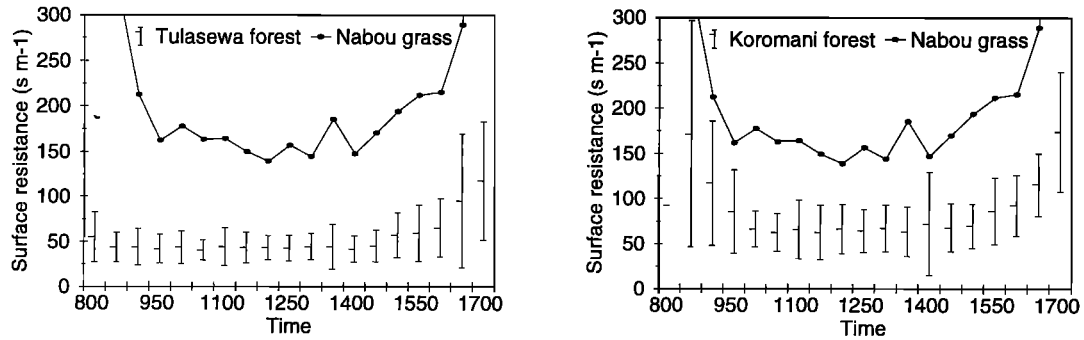 Surface resistance (s m-1)
300
250
200
150
100
50
0
Tulasewa forest
Nabou grass
800 950 1100 1250 1400 1550 1700
Time
Surface resistance (s m-1)
300
250
200
150
100
50
0
Koromani forest
Nabou grass
800 950 1100 1250 1400 1550 1700
Time